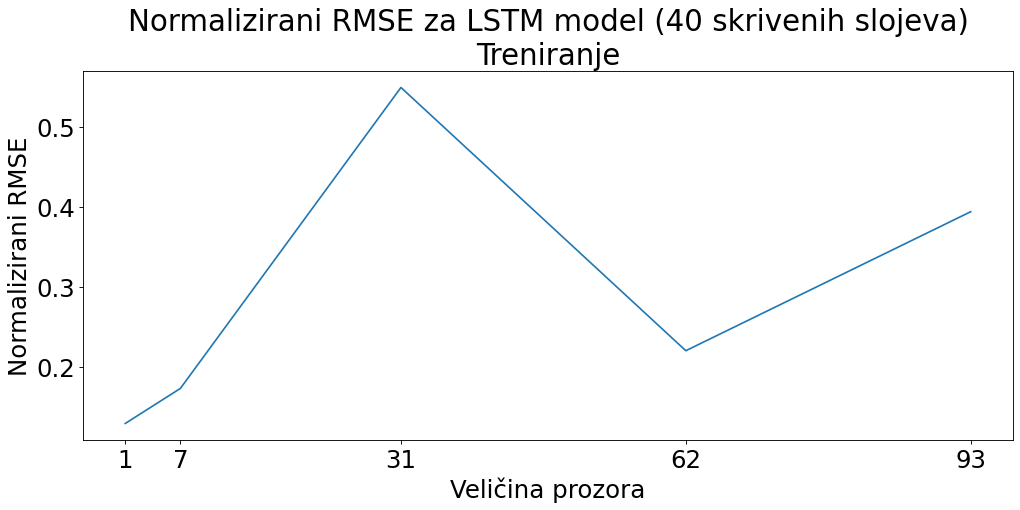 Normalizirani RMSE za LSTM model (40 skrivenih slojeva)
Treniranje
Normalizirani RMSE
0.5
0.4
0.3
0.2
1 7 31 62 93
Veličina prozora